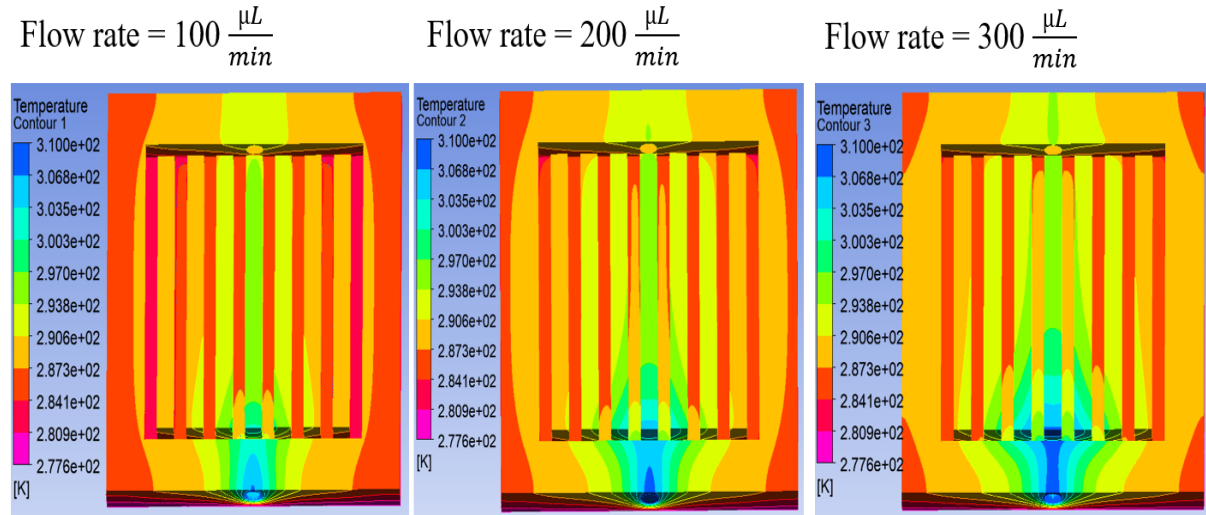 Flow rate = 100 μL/min
Flow rate = 200 μL/min
Flow rate = 300 μL/min
Temperature
Contour 1
3.100e+02
3.068e+02
3.035e+02
3.003e+02
2.970e+02
2.938e+02
2.906e+02
2.873e+02
2.841e+02
2.809e+02
2.776e+02
[K]
Temperature
Contour 2
3.100e+02
3.068e+02
3.035e+02
3.003e+02
2.970e+02
2.938e+02
2.906e+02
2.873e+02
2.841e+02
2.809e+02
2.776e+02
[K]
Temperature
Contour 3
3.100e+02
3.068e+02
3.035e+02
3.003e+02
2.970e+02
2.938e+02
2.906e+02
2.873e+02
2.841e+02
2.809e+02
2.776e+02
[K]